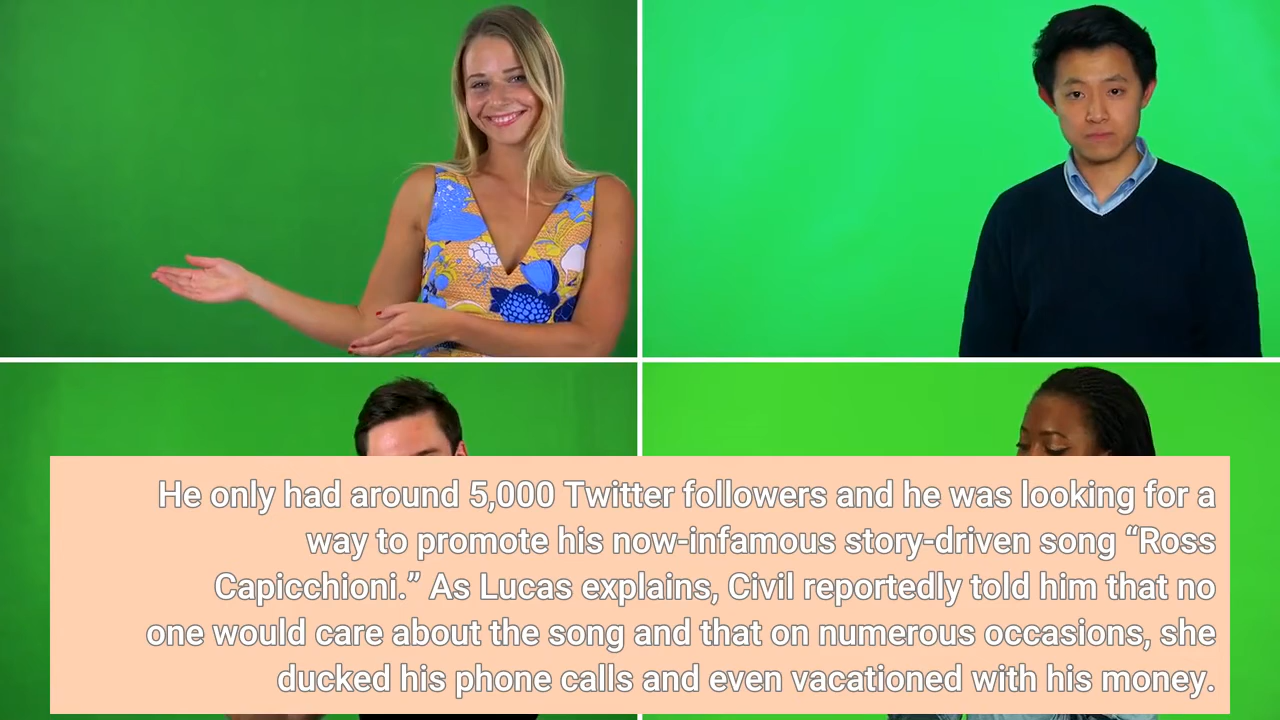 He only had around 5,000 Twitter followers and he was looking for a
way to promote his now-infamous story-driven song “Ross
Capicchioni.” As Lucas explains, Civil reportedly told him that no
one would care about the song and that on numerous occasions, she
ducked his phone calls and even vacationed with his money.